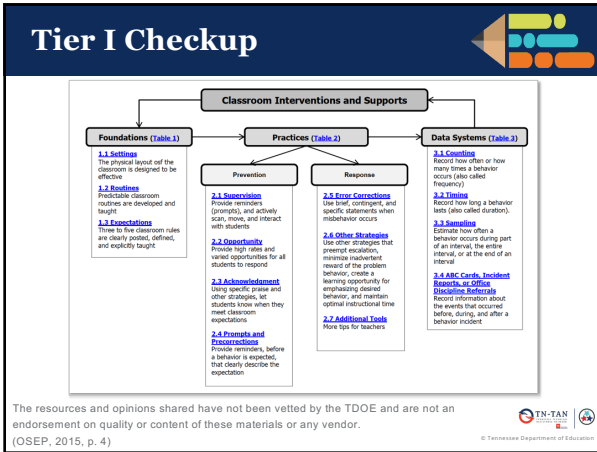 Tier I Checkup
Classroom Interventions and Supports
Foundations (Table 1)
Practices (Table 2)
Data Systems (Table 3)
1.1 Settings
The physical layout osf the
classroom is designed to be
effective
1.2 Routines
Predictable classroom
routines are developed and
taught
1.3 Expectations
Three to five classroom rules
are clearly posted, defined,
and explicitly taught
Prevention
2.1 Supervision
Provide reminders
(prompts), and actively
scan, move, and interact
with students
2.2 Opportunity
Provide high rates and
varied opportunities for all
students to respond
2.3 Acknowledgment
Using specific praise and
other strategies, let
students know when they
meet classroom
expectations
2.4 Prompts and
Precorrections
Provide reminders, before
a behavior is expected,
that clearly describe the
expectation
Response
2.5 Error Corrections
Use brief, contingent, and
specific statements when
misbehavior occurs
2.6 Other Strategies
Use other strategies that
preempt escalation,
minimize inadvertent
reward of the problem
behavior, create a
learning opportunity for
emphasizing desired
behavior, and maintain
optimal instructional time
2.7 Additional Tools
More tips for teachers
3.1 Counting
Record how often or how
many times a behavior
occurs (also called
frequency)
3.2 Timing
Record how long a behavior
lasts (also called duration).
3.3 Sampling
Estimate how often a
behavior occurs during part
of an interval, the entire
interval, or at the end of an
interval
3.4 ABC Cards, Incident
Reports, or Office
Discipline Referrals
Record information about
the events that occurred
before, during, and after a
behavior incident
The resources and opinions shared have not been vetted by the TDOE and are not an
endorsement on quality or content of these materials or any vendor.
(OSEP, 2015, p. 4)
TN-TAN
© Tennessee Department of Education